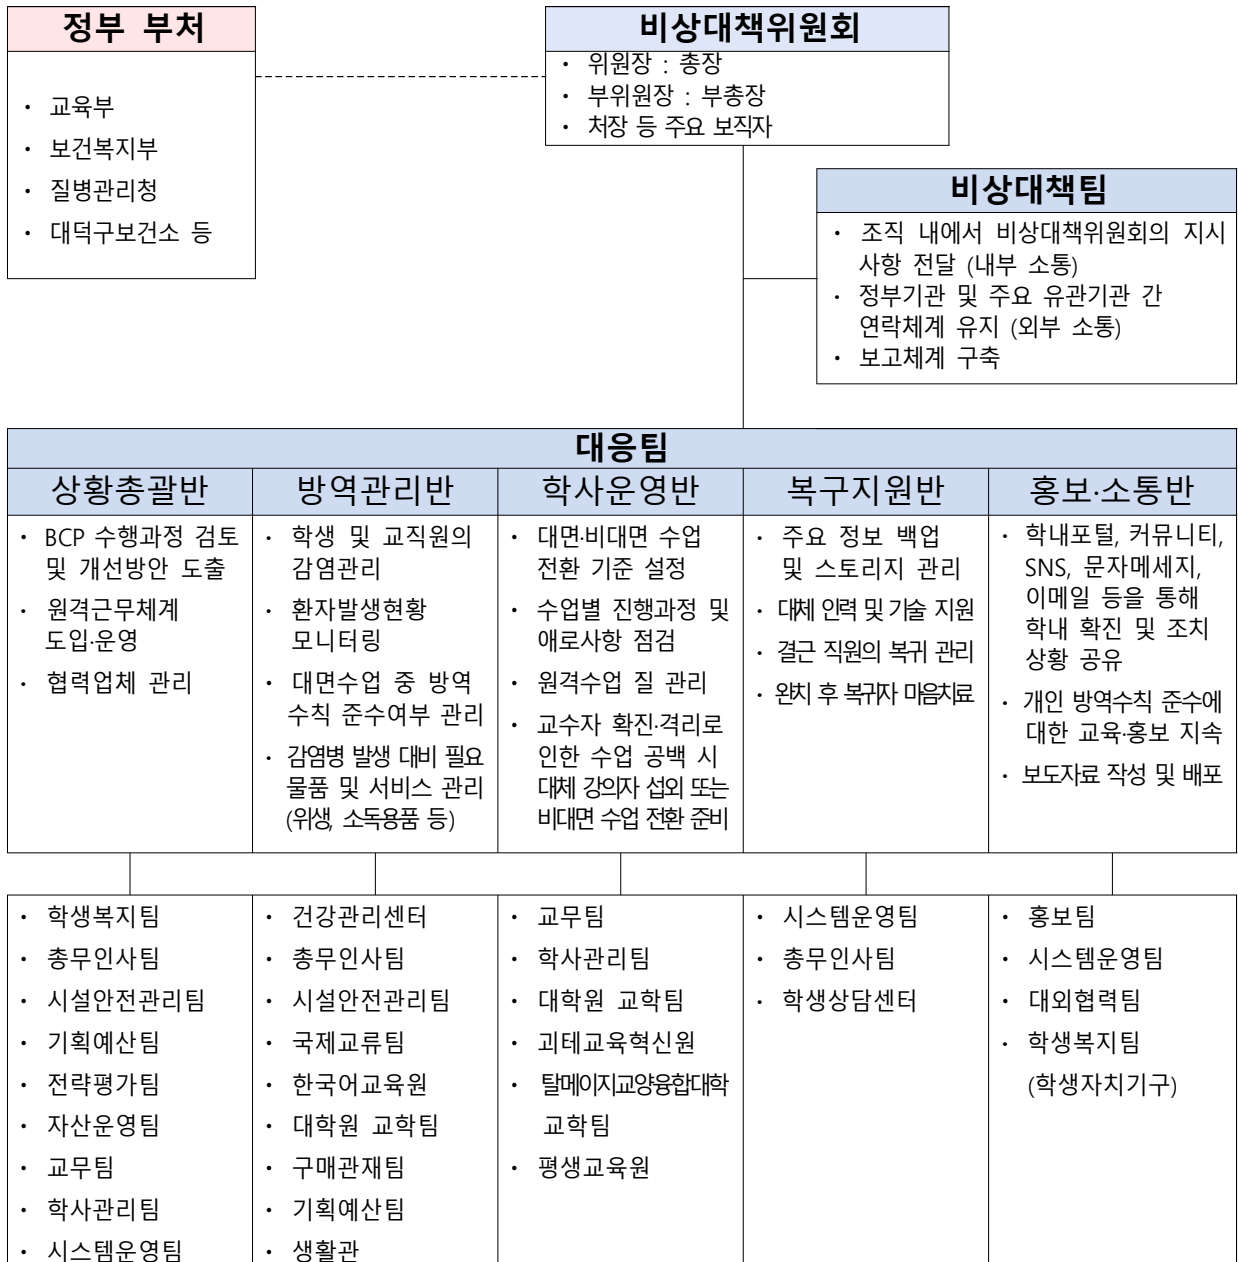 정부 부처
· 교육부
· 보건복지부
· 질병관리청
· 대덕구보건소 등
비상대책위원회
· 위원장 : 총장
· 부위원장 : 부총장
· 처장 등 주요 보직자
비상대책팀
· 조직 내에서 비상대책위원회의 지시
사항 전달 (내부 소통)
· 정부기관 및 주요 유관기관 간
연락체계 유지 (외부 소통)
· 보고체계 구축
대응팀
상황총괄반
· BCP 수행과정 검토
및 개선방안 도출
· 원격근무체계
도입·운영
· 협력업체 관리
방역관리반
· 학생 및 교직원의
감염관리
· 환자발생현황
모니터링
· 대면수업 중 방역
수칙 준수여부 관리
· 감염병 발생 대비 필요
물품 및 서비스 관리
(위생, 소독용품 등)
학사운영반
· 대면·비대면 수업
전환 기준 설정
· 수업별 진행과정 및
애로사항 점검
· 원격수업 질 관리
· 교수자 확진·격리로
인한 수업 공백 시
대체 강의자 섭외 또는
비대면 수업 전환 준비
복구지원반
· 주요 정보 백업
및 스토리지 관리
· 대체 인력 및 기술 지원
· 결근 직원의 복귀 관리
· 완치 후 복귀자 마음치료
홍보·소통반
· 학내포털, 커뮤니티,
SNS, 문자메세지,
이메일 등을 통해
학내 확진 및 조치
상황 공유
· 개인 방역수칙 준수에
대한 교육·홍보 지속
· 보도자료 작성 및 배포
· 학생복지팀
· 총무인사팀
· 시설안전관리팀
· 기획예산팀
· 전략평가팀
· 자산운영팀
· 교무팀
· 학사관리팀
· 시스템운영팀
· 건강관리센터
· 총무인사팀
· 시설안전관리팀
· 국제교류팀
· 한국어교육원
· 대학원 교학팀
· 구매관재팀
· 기획예산팀
· 생활관
· 교무팀
· 학사관리팀
· 대학원 교학팀
· 괴테교육혁신원
· 탈메이지교양융합대학
교학팀
· 평생교육원
· 시스템운영팀
· 총무인사팀
· 학생상담센터
· 홍보팀
· 시스템운영팀
· 대외협력팀
· 학생복지팀
(학생자치기구)